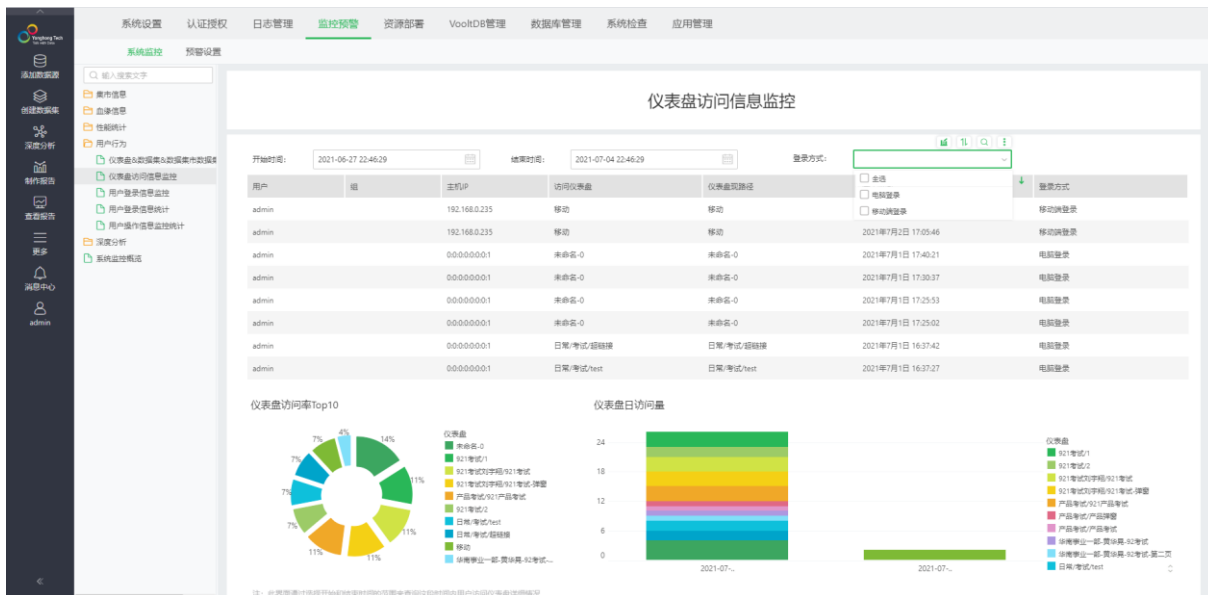 系统设置 认证授权 日志管理 监控预警 资源部署 VooltDB管理 数据库管理 系统检查 应用管理
Yonghong Tech
系统监控 预警设置
添加数据源
创建数据集
深度分析
制作报告
查看报告
更多
消息中心
admin
输入搜索文字
集市信息
血缘信息
性能统计
用户行为
仪表盘&数据集&数据集市数据
仪表盘访问信息监控
用户登录信息监控
用户登录信息统计
用户操作信息监控统计
深度分析
系统监控概览
仪表盘访问信息监控
开始时间: 2021-06-27 22:46:29 结束时间: 2021-07-04 22:46:29 登录方式:
全选
电脑登录
移动端登录
用户 组 主机IP 访问仪表盘 仪表盘现路径 登录方式
admin 192.168.0.235 移动 移动 移动端登录
admin 192.168.0.235 移动 移动 2021年7月2日 17:05:46 移动端登录
admin 0:0:0:0:0:0:0:1 未命名-0 未命名-0 2021年7月1日 17:40:21 电脑登录
admin 0:0:0:0:0:0:0:1 未命名-0 未命名-0 2021年7月1日 17:30:37 电脑登录
admin 0:0:0:0:0:0:0:1 未命名-0 未命名-0 2021年7月1日 17:25:53 电脑登录
admin 0:0:0:0:0:0:0:1 未命名-0 未命名-0 2021年7月1日 17:25:02 电脑登录
admin 0:0:0:0:0:0:0:1 日常/考试/超链接 日常/考试/超链接 2021年7月1日 16:37:42 电脑登录
admin 0:0:0:0:0:0:0:1 日常/考试/test 日常/考试/test 2021年7月1日 16:37:27 电脑登录
仪表盘访问率Top10
14%
11%
11%
11%
11%
7%
7%
7%
7%
4%
仪表盘
未命名-0
921考试/1
921考试刘宇翔/921考试
921考试刘宇翔/921考试-弹窗
产品考试/921产品考试
921考试/2
日常/考试/test
日常/考试/超链接
移动
仪表盘日访问量
24
18
12
6
0
2021-07-.. 2021-07-..
仪表盘
921考试/1
921考试/2
921考试刘宇翔/921考试
921考试刘宇翔/921考试-弹窗
产品考试/921产品考试
产品考试/产品弹窗
产品考试/产品考试
日常/考试/test